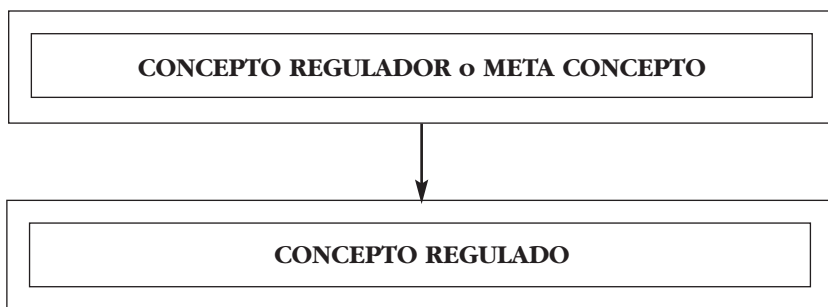 CONCEPTO REGULADOR o META CONCEPTO
CONCEPTO REGULADO